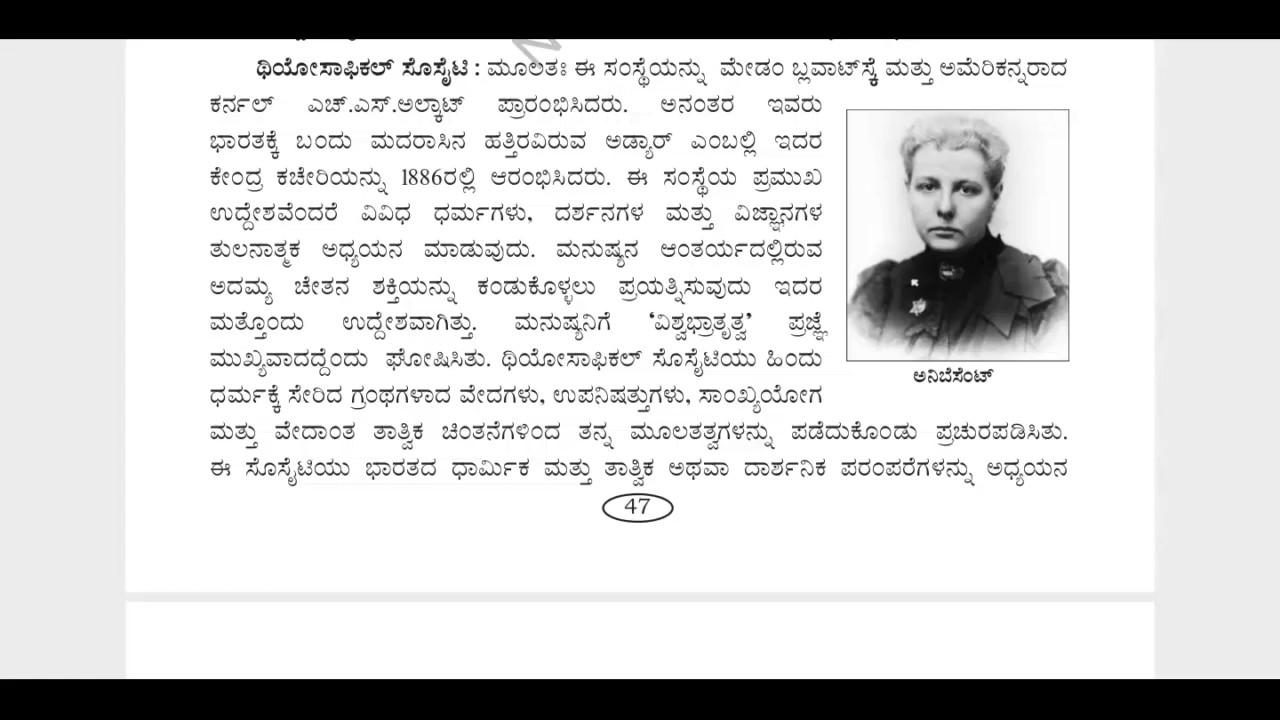 ಥಿಯೋಸಾಫಿಕಲ್ ಸೊಸೈಟಿ : ಮೂಲತಃ ಈ ಸಂಸ್ಥೆಯನ್ನು ಮೇಡಂ ಬ್ಲವಾಟ್‌ಸ್ಕೆ ಮತ್ತು ಅಮೆರಿಕನ್ನರಾದ
ಕರ್ನಲ್ ಎಚ್.ಎಸ್.ಅಲ್ಕಾಟ್ ಪ್ರಾರಂಭಿಸಿದರು. ಅನಂತರ ಇವರು
ಭಾರತಕ್ಕೆ ಬಂದು ಮದರಾಸಿನ ಹತ್ತಿರವಿರುವ ಅಡ್ಯಾರ್ ಎಂಬಲ್ಲಿ ಇದರ
ಕೇಂದ್ರ ಕಚೇರಿಯನ್ನು 1886ರಲ್ಲಿ ಆರಂಭಿಸಿದರು. ಈ ಸಂಸ್ಥೆಯ ಪ್ರಮುಖ
ಉದ್ದೇಶವೆಂದರೆ ವಿವಿಧ ಧರ್ಮಗಳು, ದರ್ಶನಗಳ ಮತ್ತು ವಿಜ್ಞಾನಗಳ
ತುಲನಾತ್ಮಕ ಅಧ್ಯಯನ ಮಾಡುವುದು. ಮನುಷ್ಯನ ಆಂತರ್ಯದಲ್ಲಿರುವ
ಅದಮ್ಯ ಚೇತನ ಶಕ್ತಿಯನ್ನು ಕಂಡುಕೊಳ್ಳಲು ಪ್ರಯತ್ನಿಸುವುದು ಇದರ
ಮತ್ತೊಂದು ಉದ್ದೇಶವಾಗಿತ್ತು. ಮನುಷ್ಯನಿಗೆ ‘ವಿಶ್ವಭ್ರಾತೃತ್ವ’ ಪ್ರಜ್ಞೆ
ಮುಖ್ಯವಾದದ್ದೆಂದು ಘೋಷಿಸಿತು. ಥಿಯೋಸಾಫಿಕಲ್ ಸೊಸೈಟಿಯು ಹಿಂದು
ಧರ್ಮಕ್ಕೆ ಸೇರಿದ ಗ್ರಂಥಗಳಾದ ವೇದಗಳು, ಉಪನಿಷತ್ತುಗಳು, ಸಾಂಖ್ಯಯೋಗ
ಅನಿಬೆಸೆಂಟ್
ಮತ್ತು ವೇದಾಂತ ತಾತ್ವಿಕ ಚಿಂತನೆಗಳಿಂದ ತನ್ನ ಮೂಲತತ್ವಗಳನ್ನು ಪಡೆದುಕೊಂಡು ಪ್ರಚುರಪಡಿಸಿತು.
ಈ ಸೊಸೈಟಿಯು ಭಾರತದ ಧಾರ್ಮಿಕ ಮತ್ತು ತಾತ್ವಿಕ ಅಥವಾ ದಾರ್ಶನಿಕ ಪರಂಪರೆಗಳನ್ನು ಅಧ್ಯಯನ
47